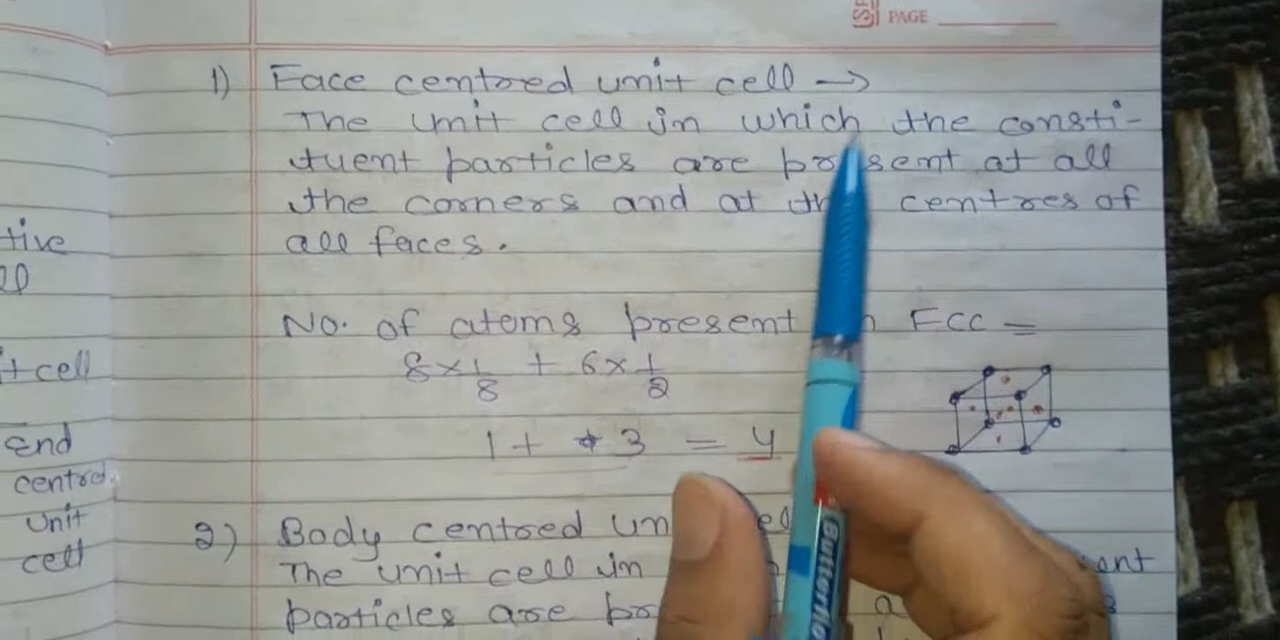 PAGE
1) Face centred unit cell →
The unit cell in which the consti-
tuent particles are present at all
the corners and at the centres of
all faces.
No. of atoms present FCC =
8×1/8 + 6×1/2
1 + 3 = 4
2) Body centred
The unit cell in
particles are
tive
t cell
End
centred
unit
cell